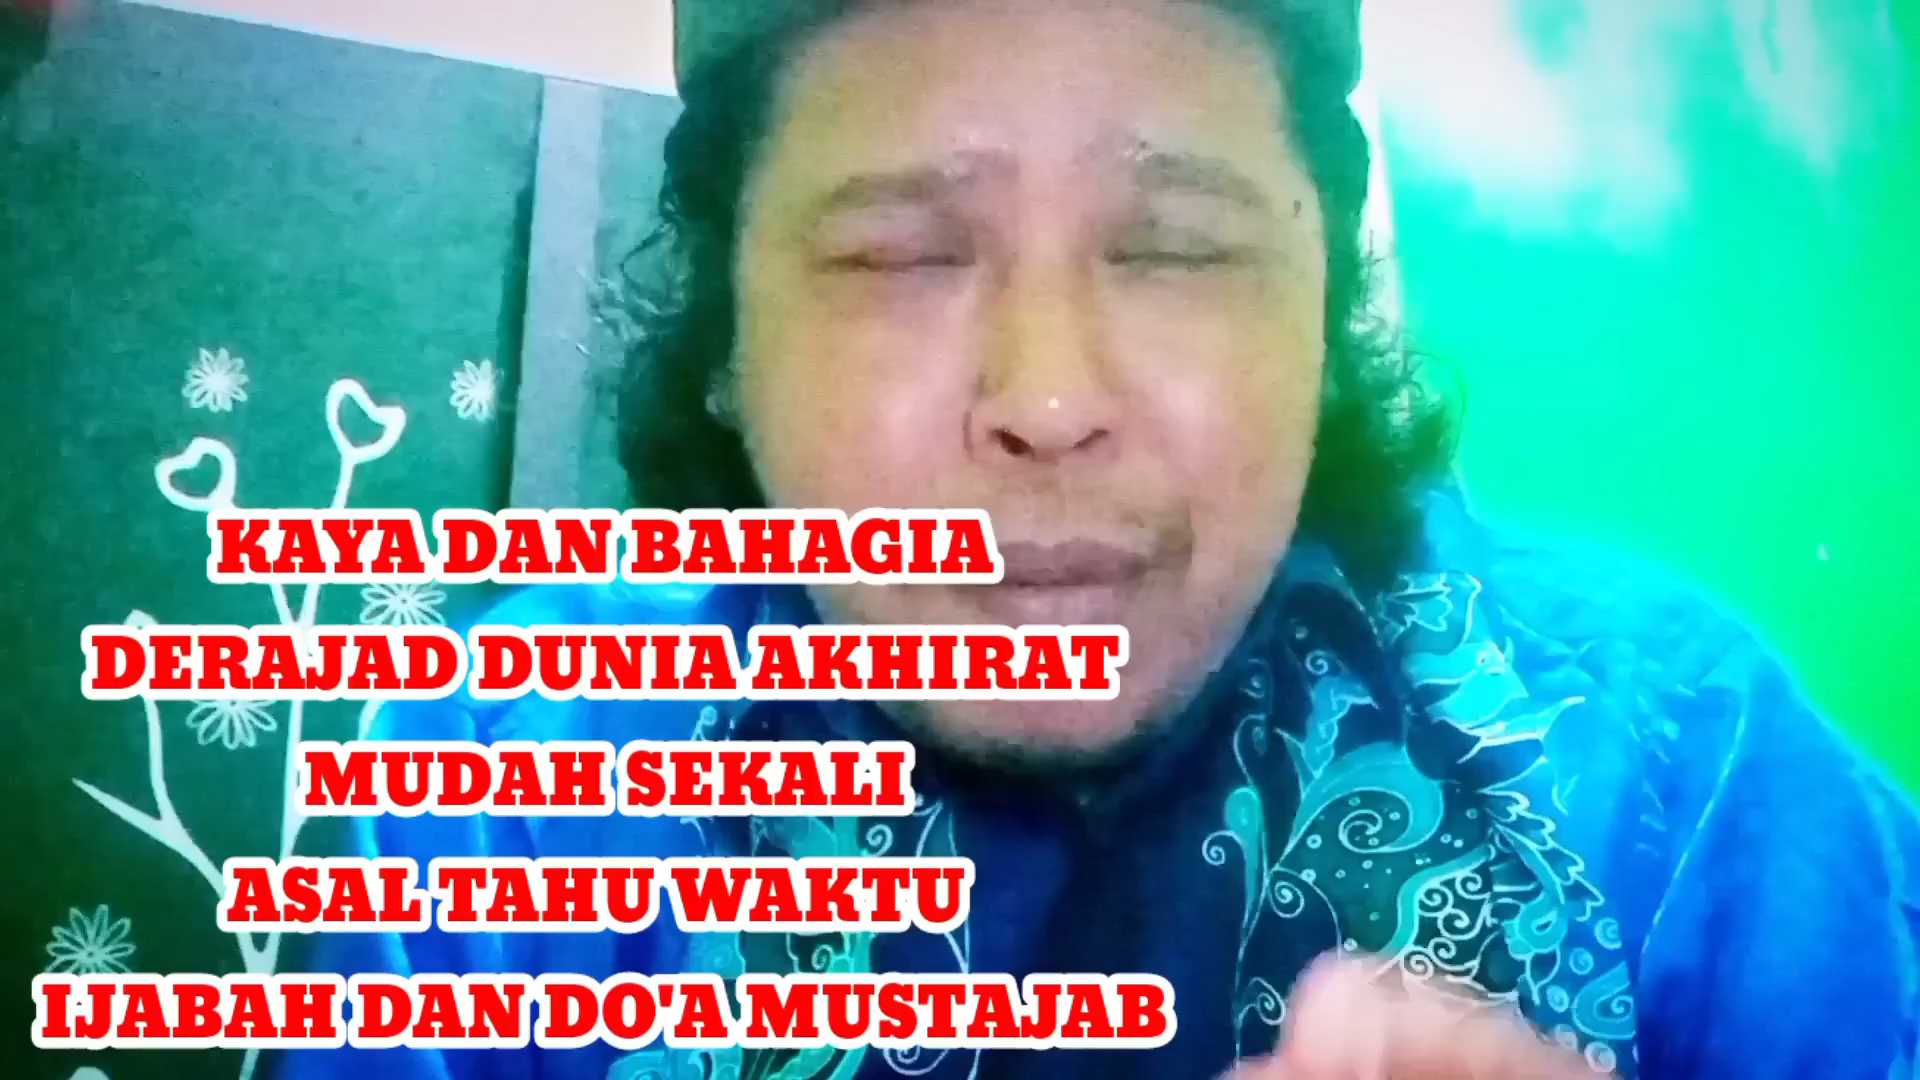 KAYA DAN BAHAGIA
DERAJAD DUNIA AKHIRAT
MUDAH SEKALI
ASAL TAHU WAKTU
IJABAH DAN DO'A MUSTAJAB